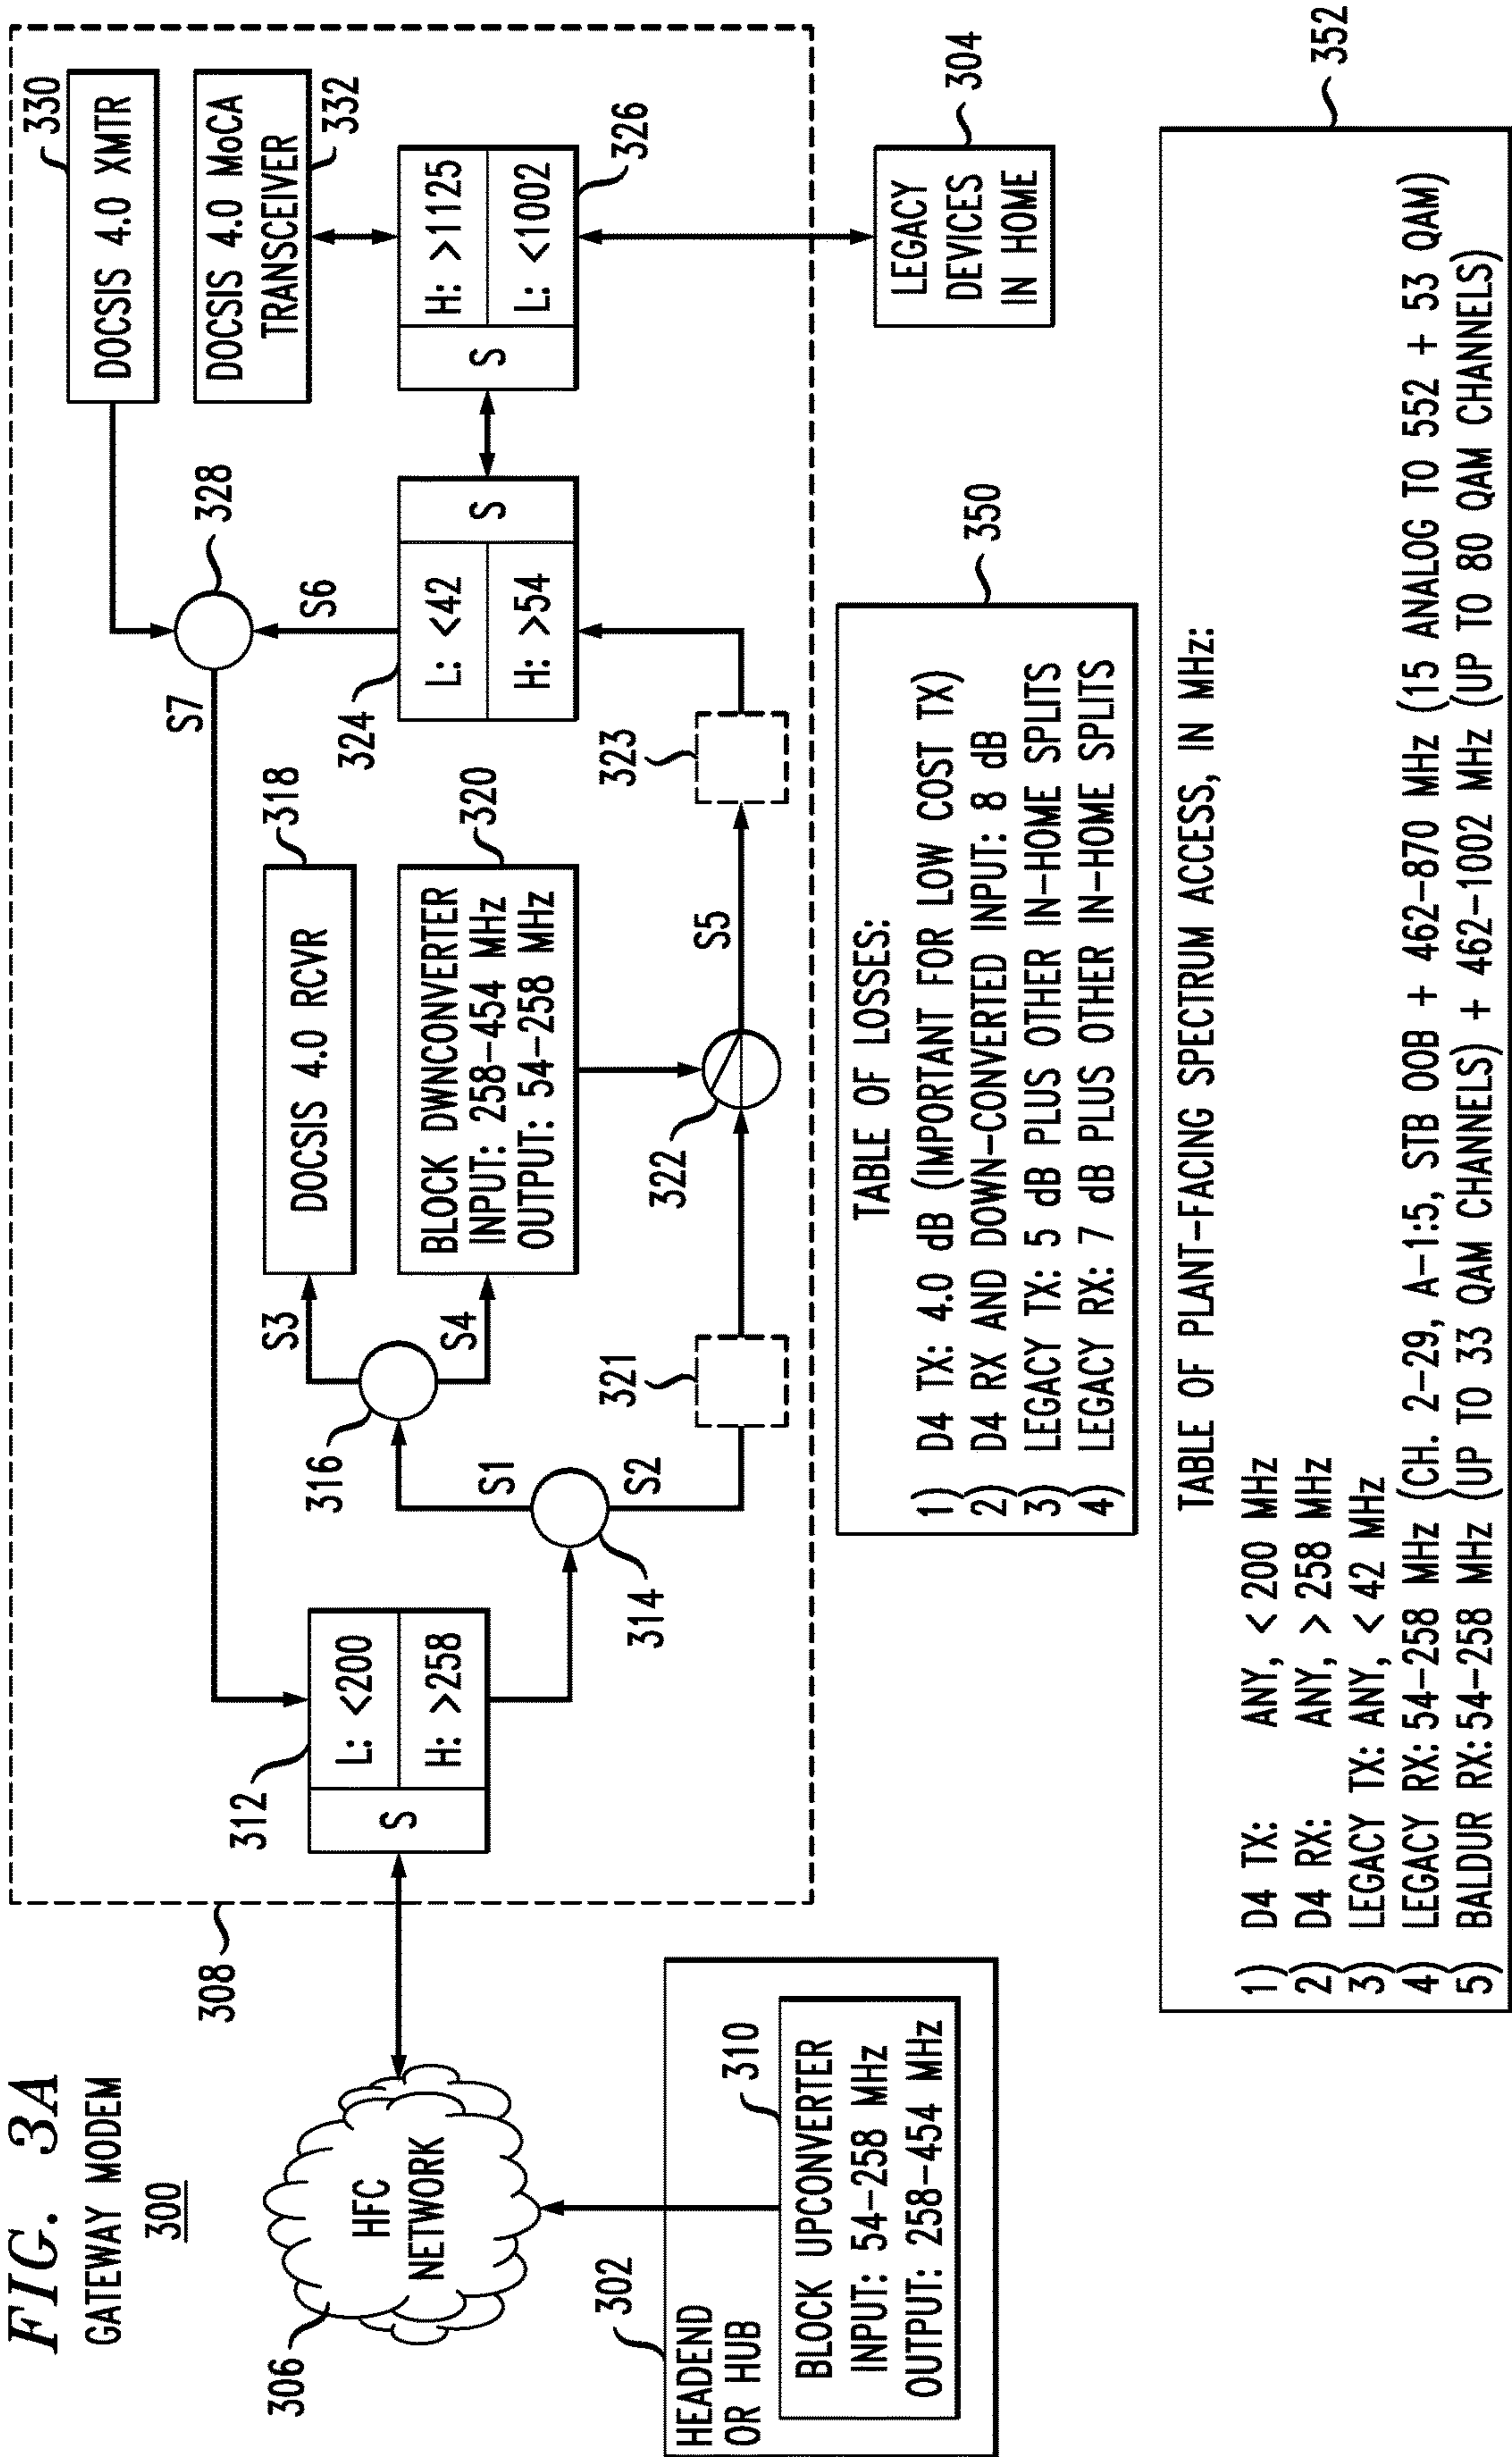 FIG. 3A
GATEWAY MODEM
300
306
HFC
NETWORK
302
HEADEND
OR HUB
310
BLOCK UPCONVERTER
INPUT: 54-258 MHz
OUTPUT: 258-454 MHz
308
312
S
L: <200
H: >258
314
S1
S2
316
S3
S4
318
DOCSIS 4.0 RCVR
320
BLOCK DWNCONVERTER
INPUT: 258-454 MHz
OUTPUT: 54-258 MHz
321
322
S5
323
324
L: <42
H: >54
S
S6
S7
328
330
DOCSIS 4.0 XMTR
332
DOCSIS 4.0 MoCA
TRANSCEIVER
S
H: >1125
L: <1002
326
304
LEGACY
DEVICES
IN HOME
350
TABLE OF LOSSES:
1) D4 TX: 4.0 dB (IMPORTANT FOR LOW COST TX)
2) D4 RX AND DOWN-CONVERTED INPUT: 8 dB
3) LEGACY TX: 5 dB PLUS OTHER IN-HOME SPLITS
4) LEGACY RX: 7 dB PLUS OTHER IN-HOME SPLITS
352
TABLE OF PLANT-FACING SPECTRUM ACCESS, IN MHz:
1) D4 TX: ANY, < 200 MHz
2) D4 RX: ANY, > 258 MHz
3) LEGACY TX: ANY, < 42 MHz
4) LEGACY RX: 54-258 MHz (CH. 2-29, A-1:5, STB OOB + 462-870 MHz (15 ANALOG TO 552 + 53 QAM)
5) BALDUR RX: 54-258 MHz (UP TO 33 QAM CHANNELS) + 462-1002 MHz (UP TO 80 QAM CHANNELS)